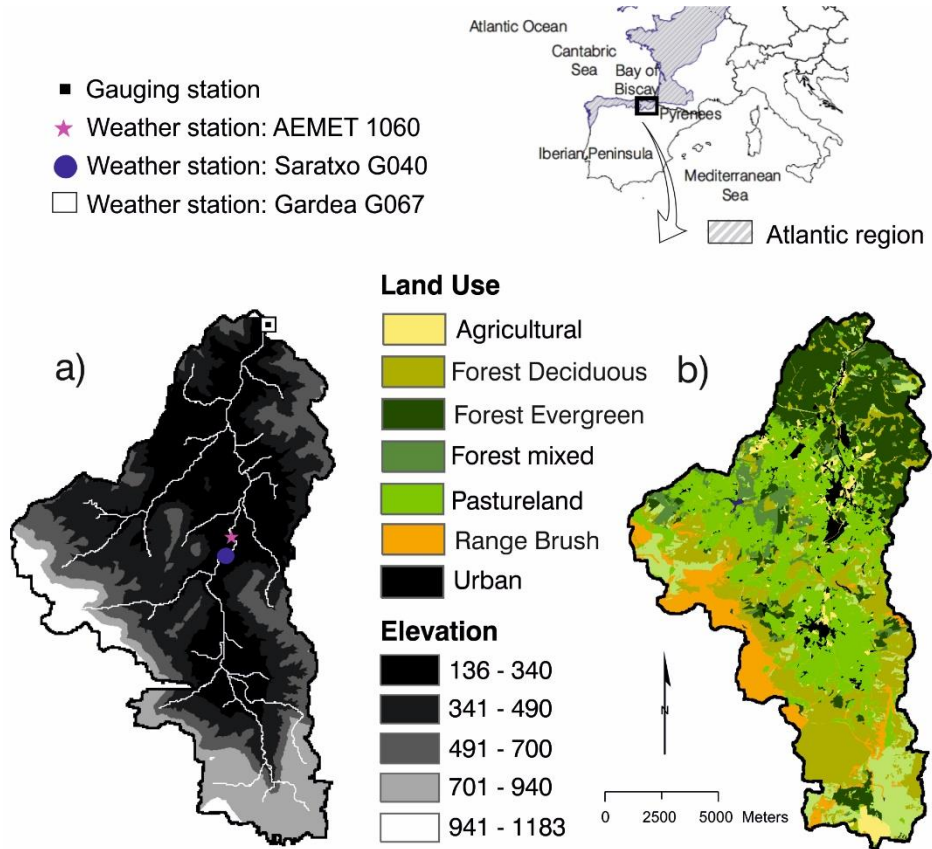 Atlantic Ocean
Cantabric
Sea
Bay of
Biscay
Pyrenees
Iberian Peninsula
Mediterranean
Sea
Atlantic region
Gauging station
Weather station: AEMET 1060
Weather station: Saratxo G040
Weather station: Gardea G067
a)
Land Use
Agricultural
Forest Deciduous
Forest Evergreen
Forest mixed
Pastureland
Range Brush
Urban
Elevation
136 - 340
341 - 490
491 - 700
701 - 940
941 - 1183
b)
N
0 2500 5000 Meters